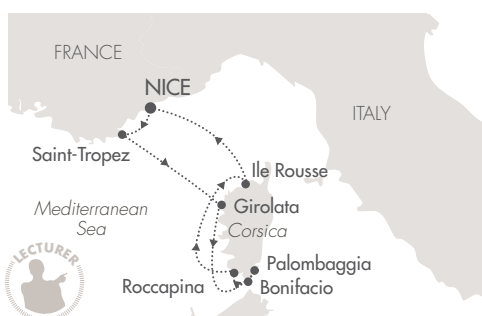 FRANCE
NICE
ITALY
Saint-Tropez
Ile Rousse
Mediterranean
Sea
Girolata
Corsica
LECTURER
Palombaggia
Roccapina
Bonifacio